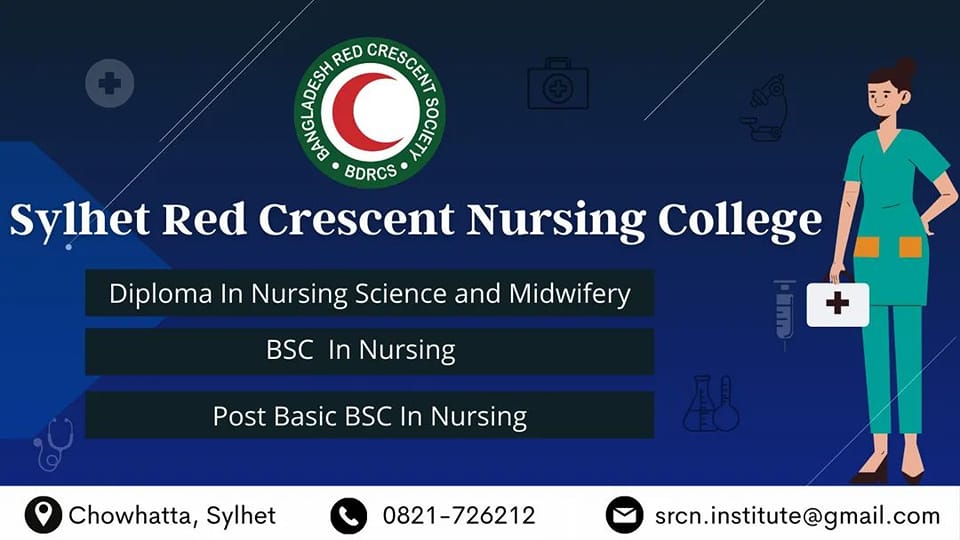 BANGLADESH RED CRESCENT SOCIETY
BDRCS
Sylhet Red Crescent Nursing College
Diploma In Nursing Science and Midwifery
BSC In Nursing
Post Basic BSC In Nursing
Chowhatta, Sylhet
0821-726212
srcn.institute@gmail.com